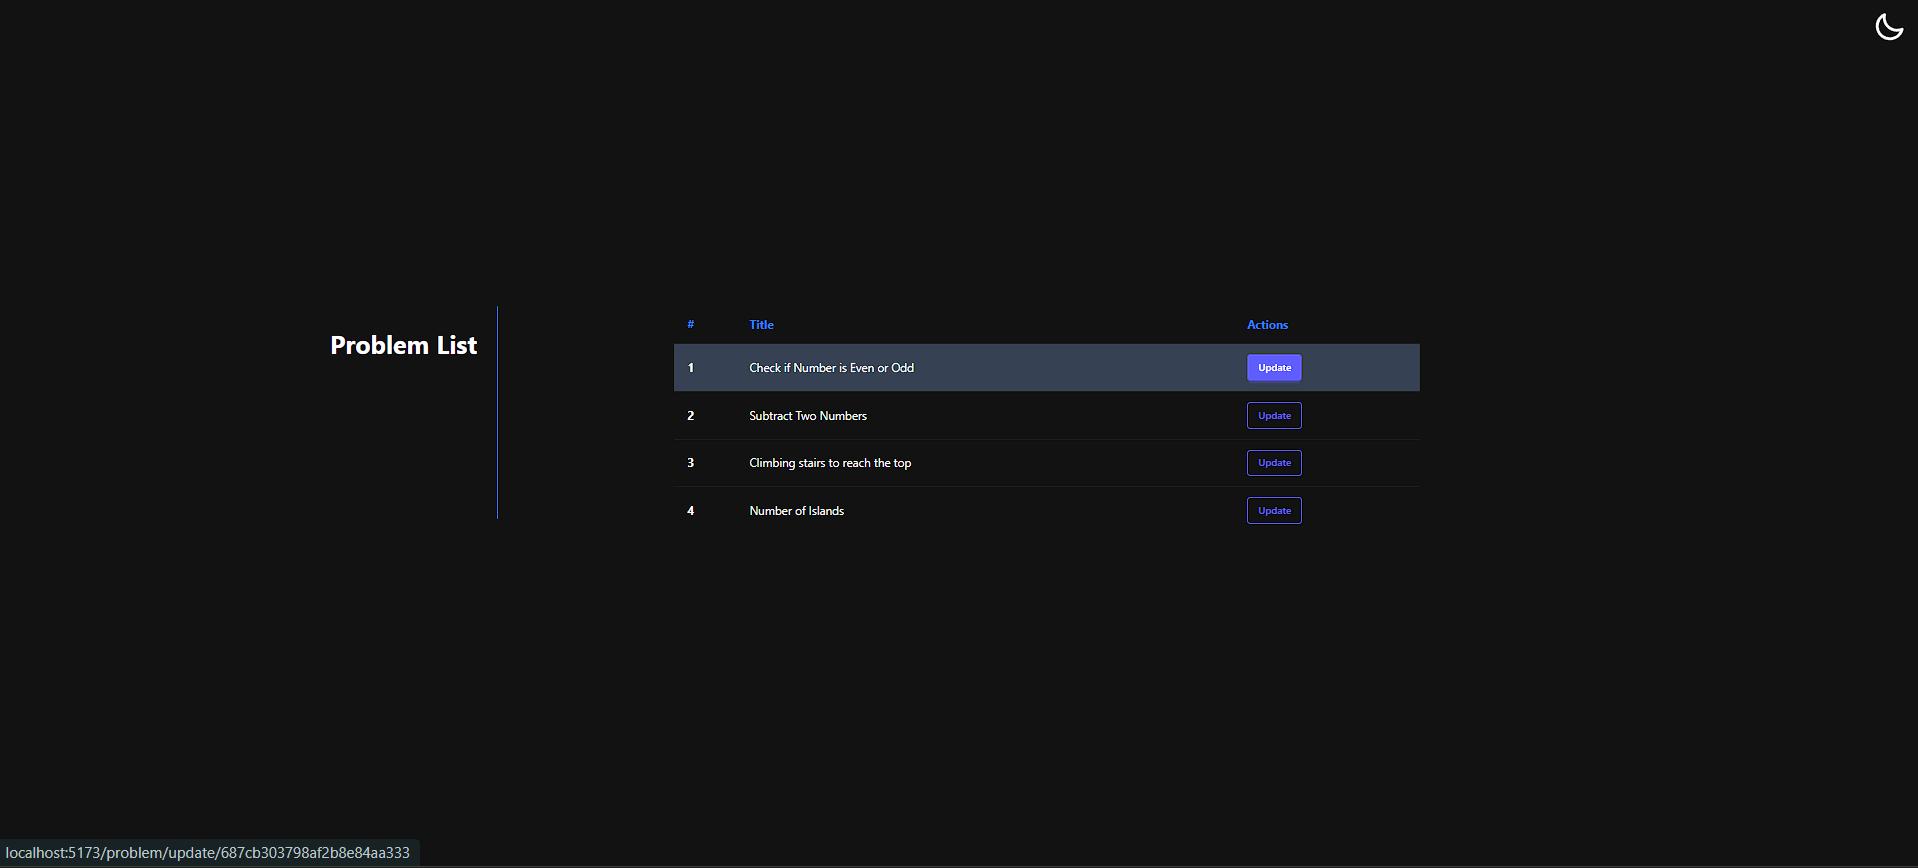 Problem List
# Title Actions
1 Check if Number is Even or Odd Update
2 Subtract Two Numbers Update
3 Climbing stairs to reach the top Update
4 Number of Islands Update
localhost:5173/problem/update/687cb303798af2b8e84aa333